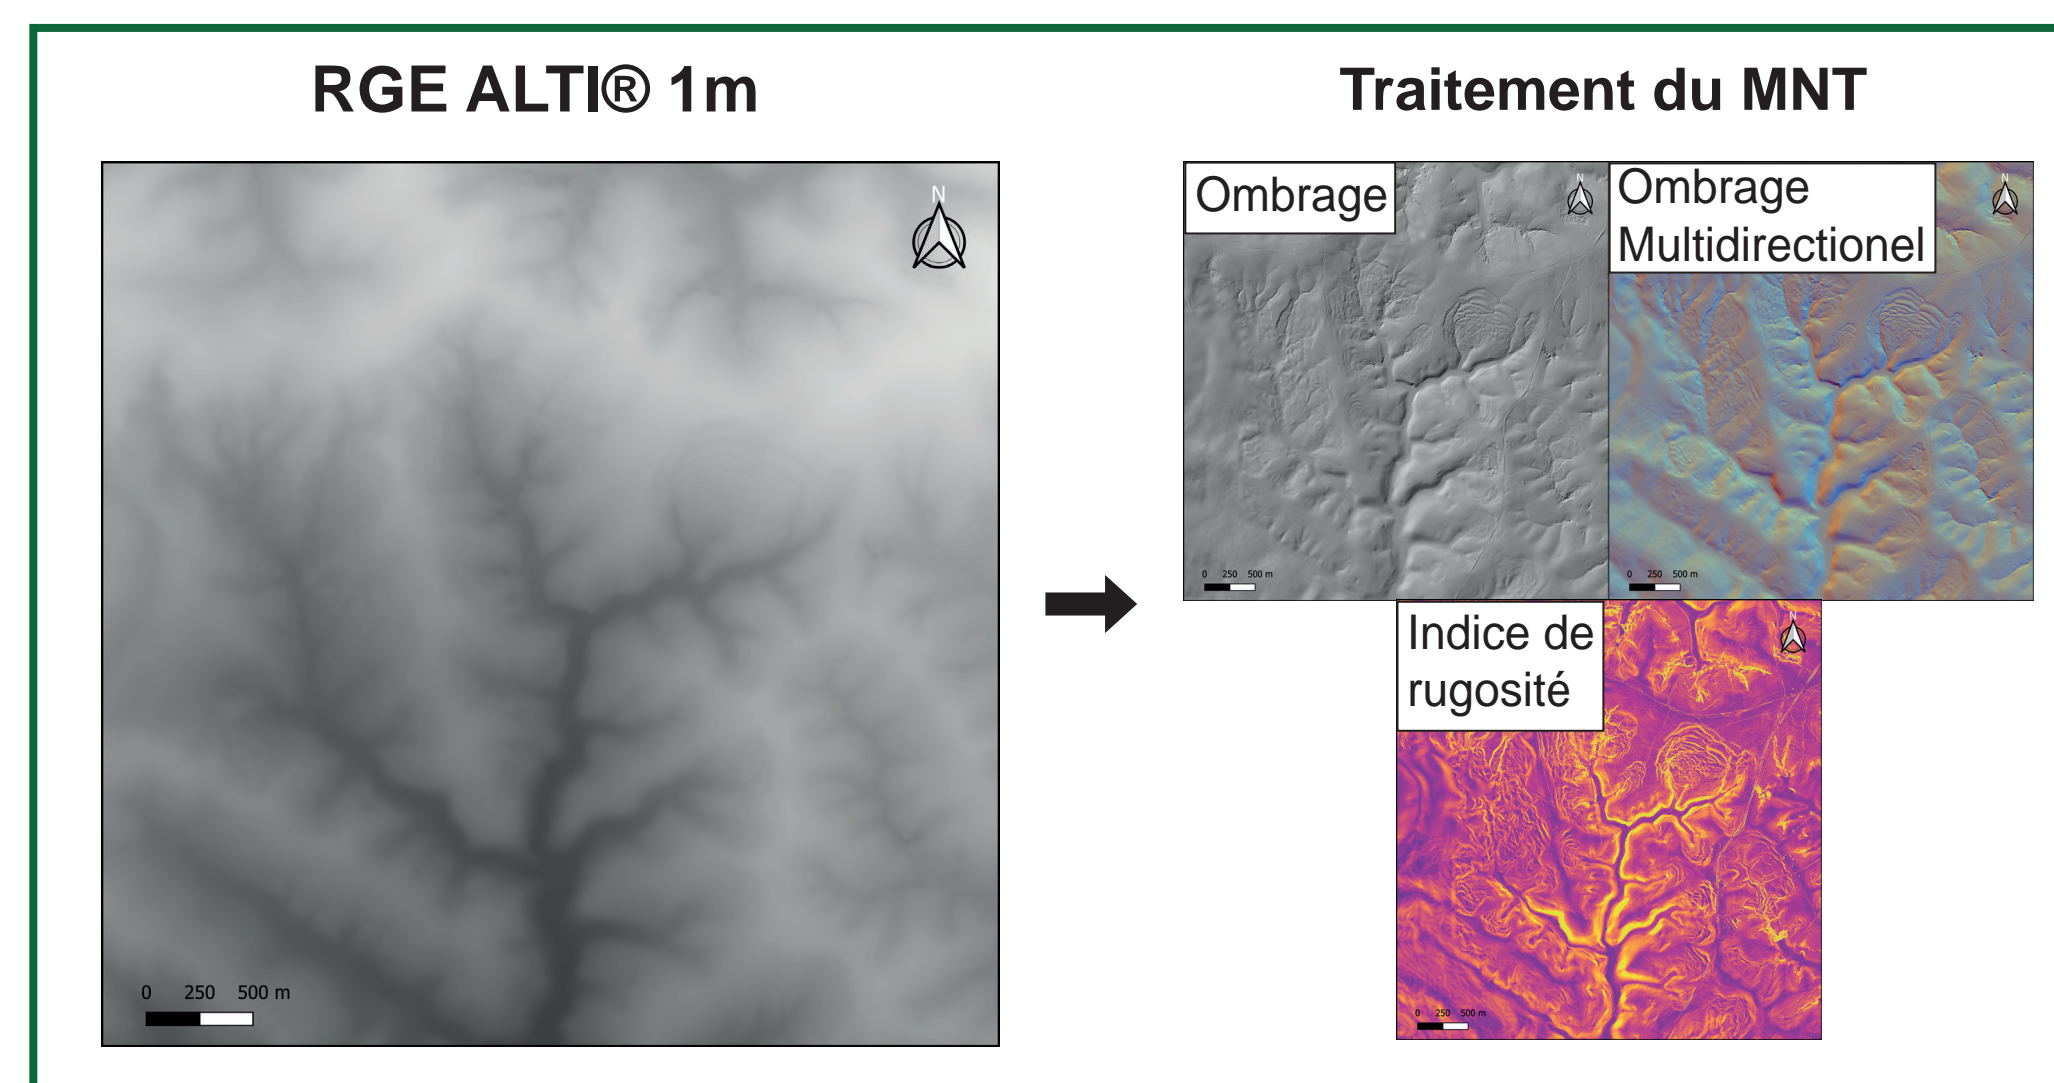 RGE ALTI® 1m
N
0 250 500 m
Traitement du MNT
Ombrage
N
0 250 500 m
Ombrage
Multidirectionel
N
0 250 500 m
Indice de
rugosité
N
0 250 500 m